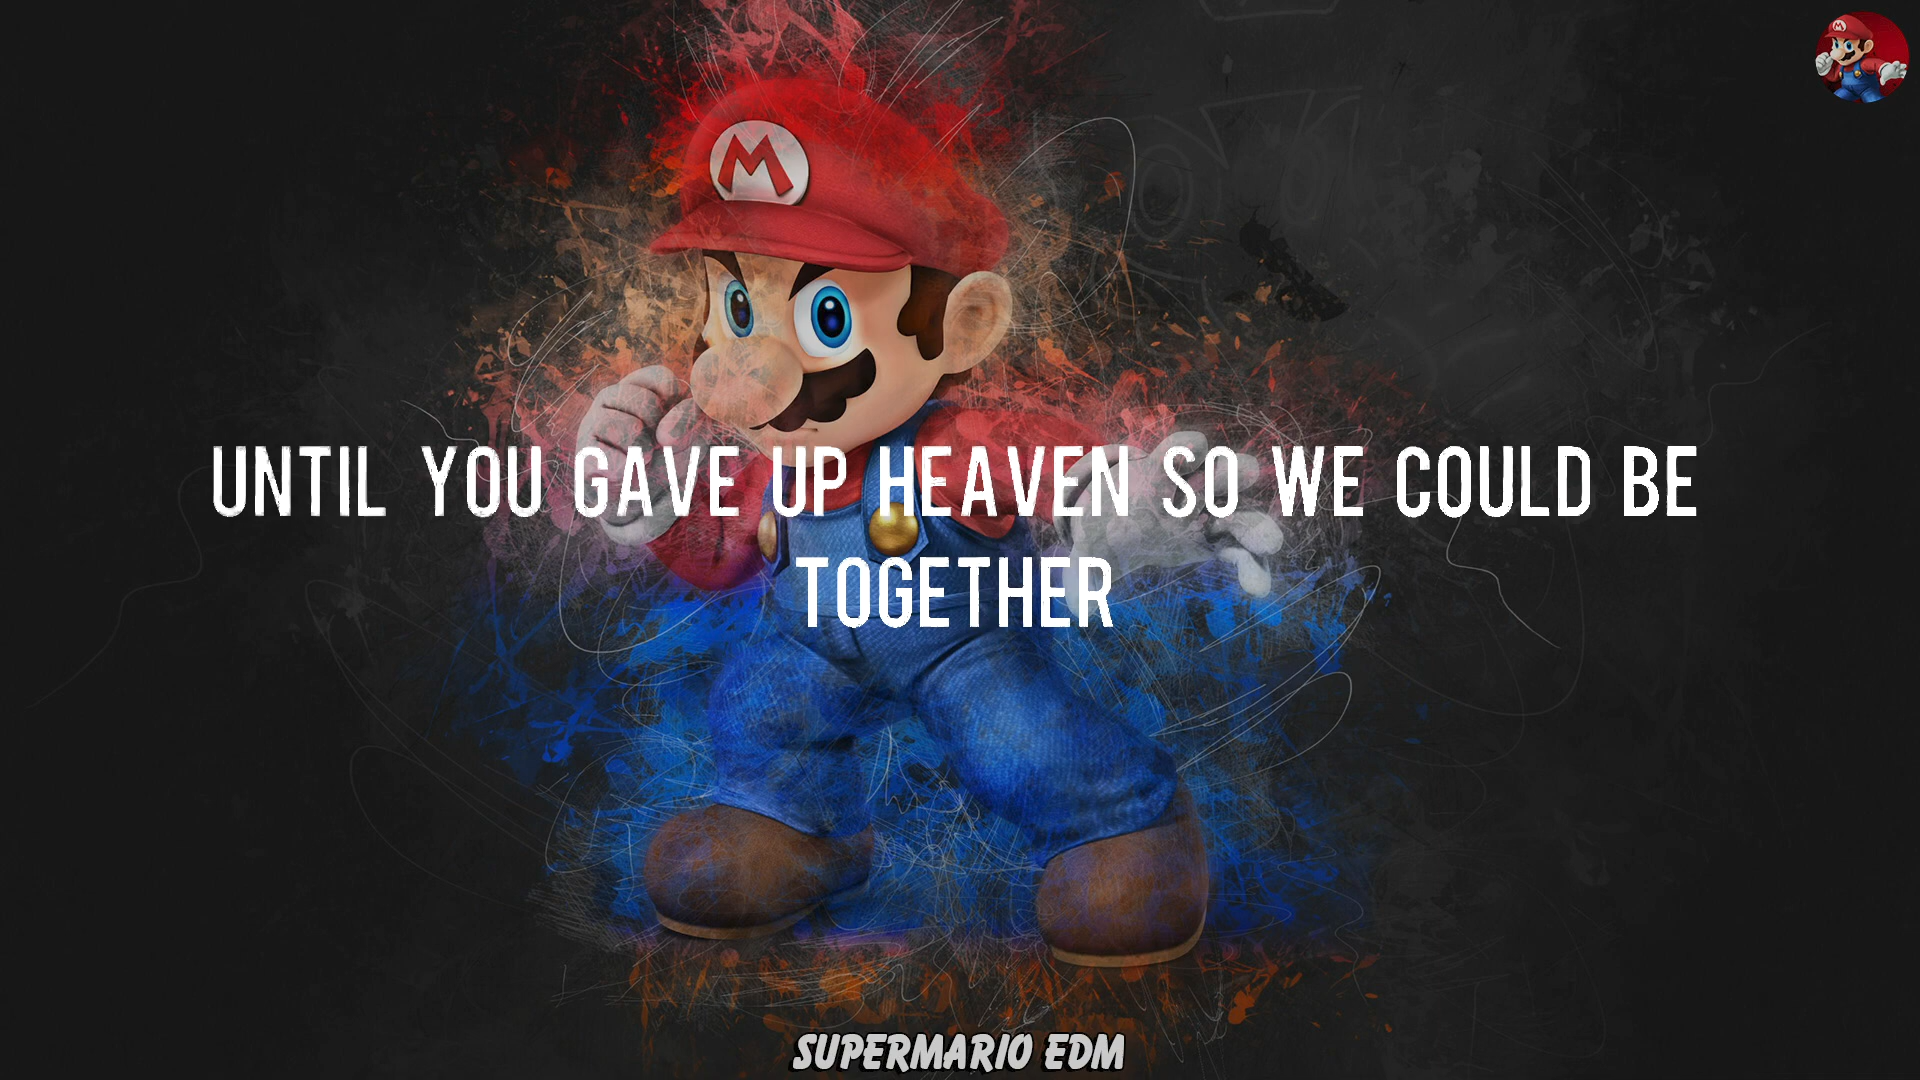 M
M
UNTIL YOU GAVE UP HEAVEN SO WE COULD BE
TOGETHER
SUPERMARIO EDM